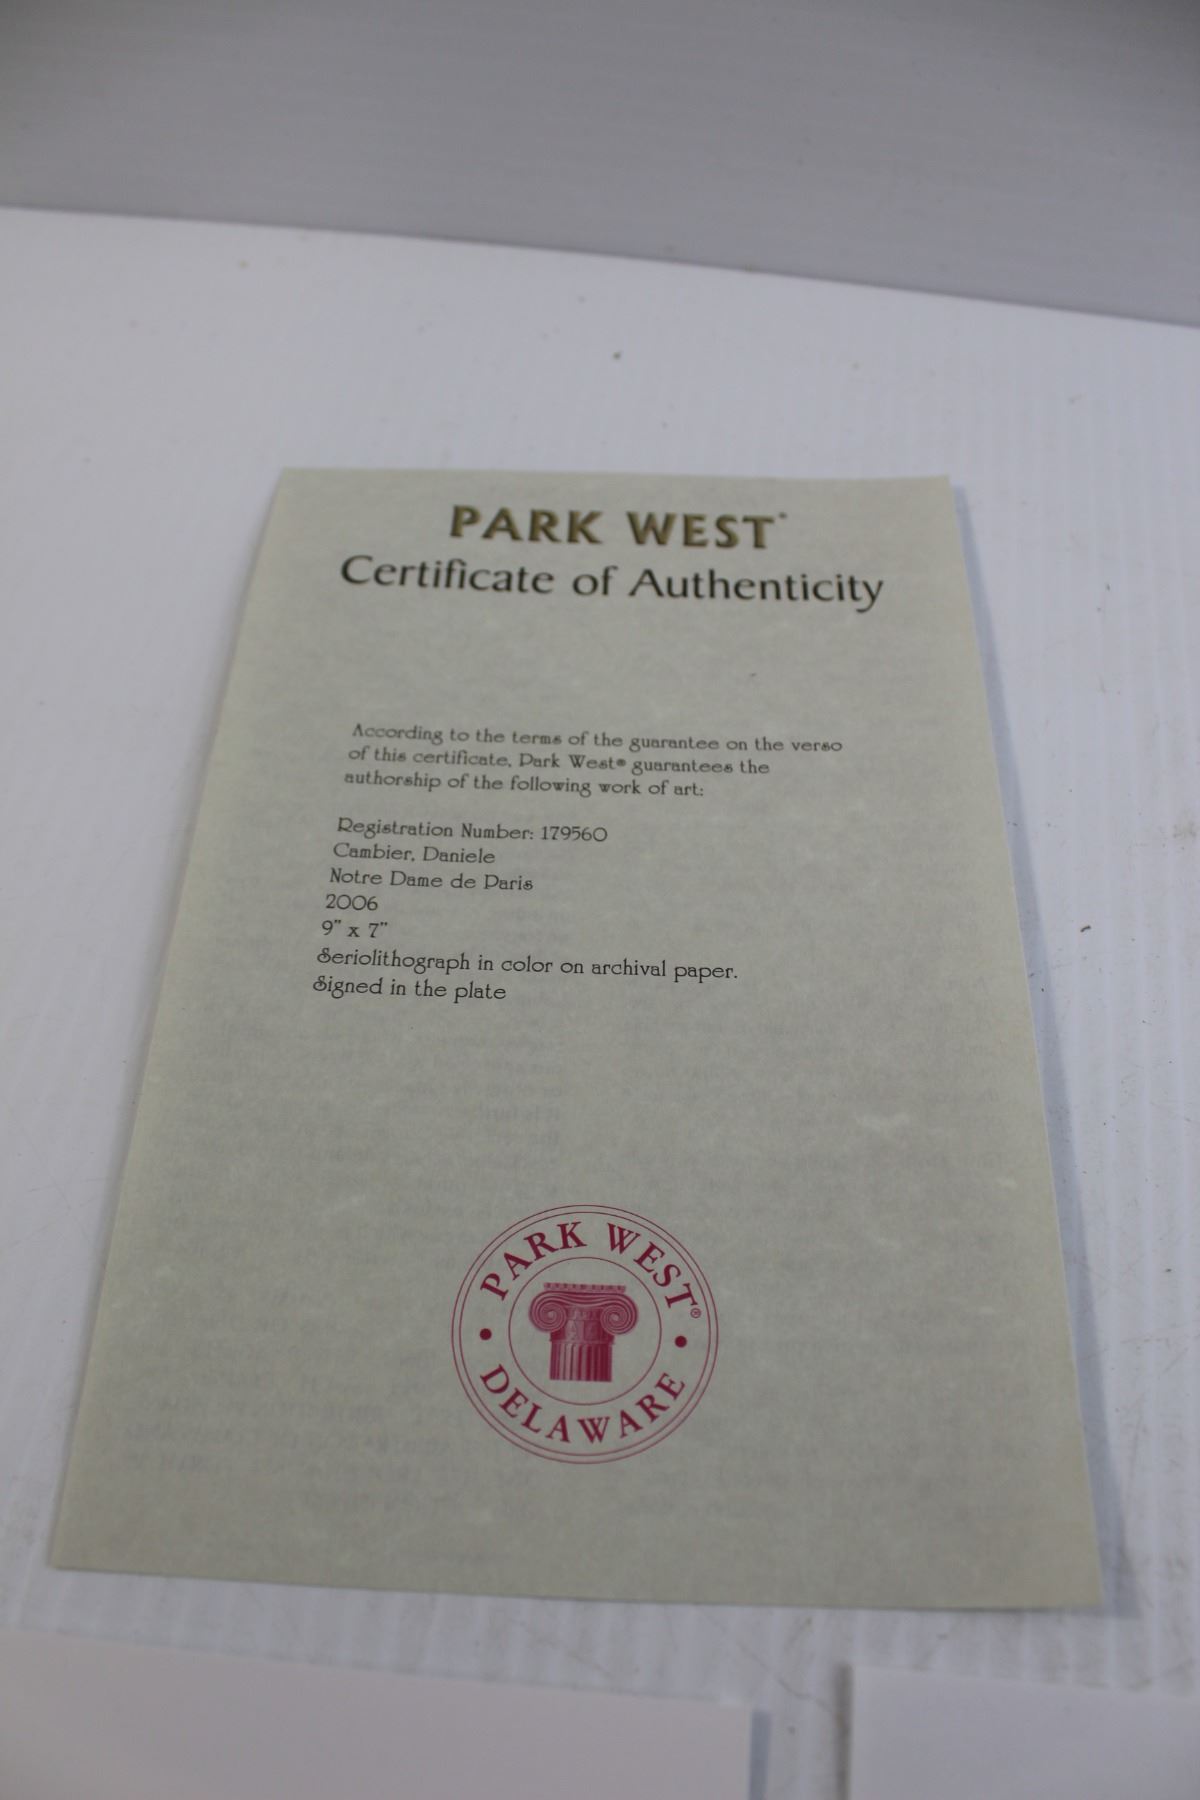 PARK WEST
Certificate of Authenticity
According to the terms of the guarantee on the verso
of this certificate, Park West® guarantees the
authorship of the following work of art:
Registration Number: 179560
Cambier, Daniele
Notre Dame de Paris
2006
9" x 7"
Seriolithograph in color on archival paper.
Signed in the plate
PARK WEST®
• DELAWARE •